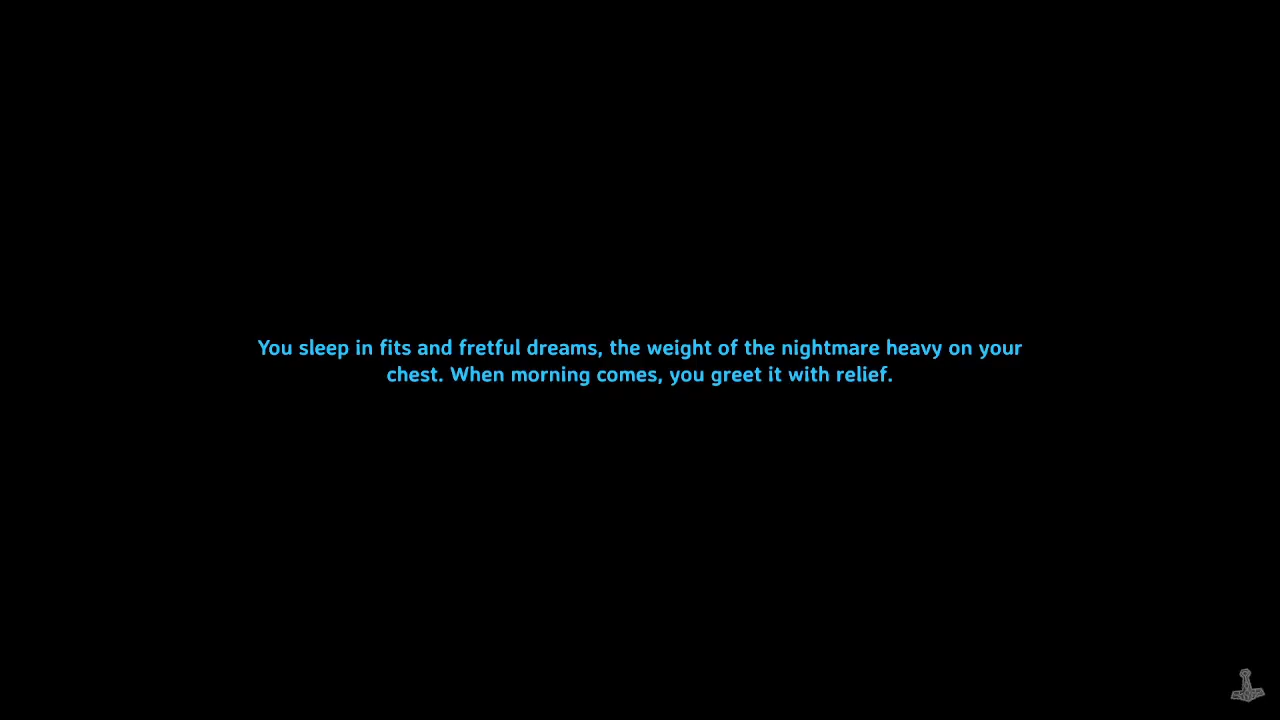 You sleep in fits and fretful dreams, the weight of the nightmare heavy on your
chest. When morning comes, you greet it with relief.